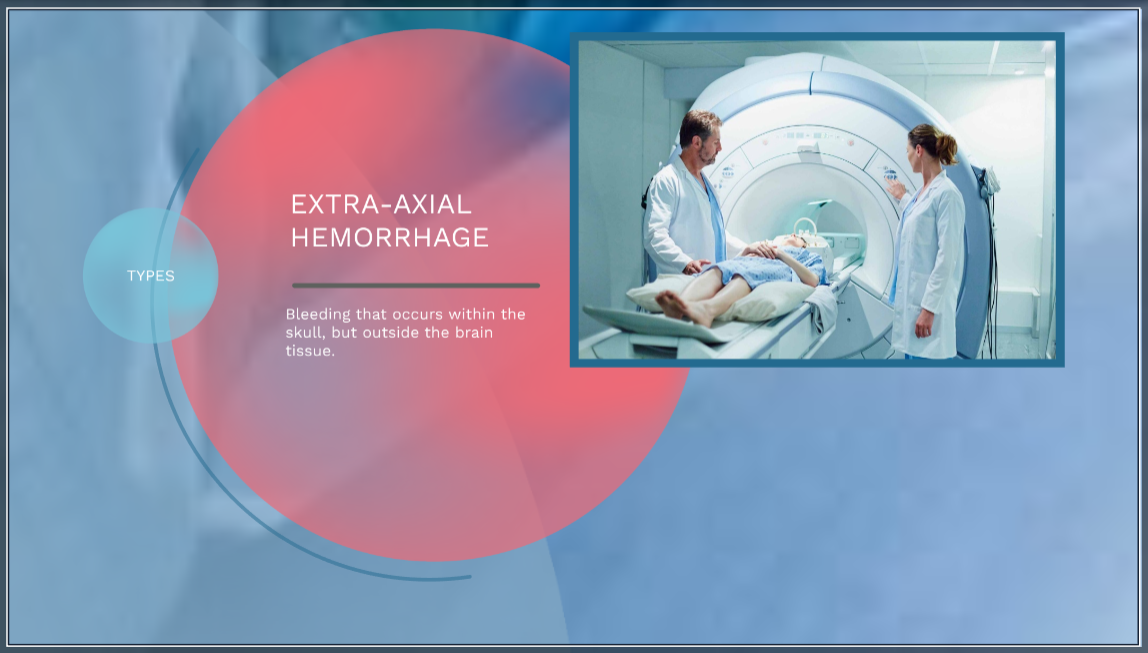 TYPES
EXTRA-AXIAL
HEMORRHAGE
Bleeding that occurs within the
skull, but outside the brain
tissue.